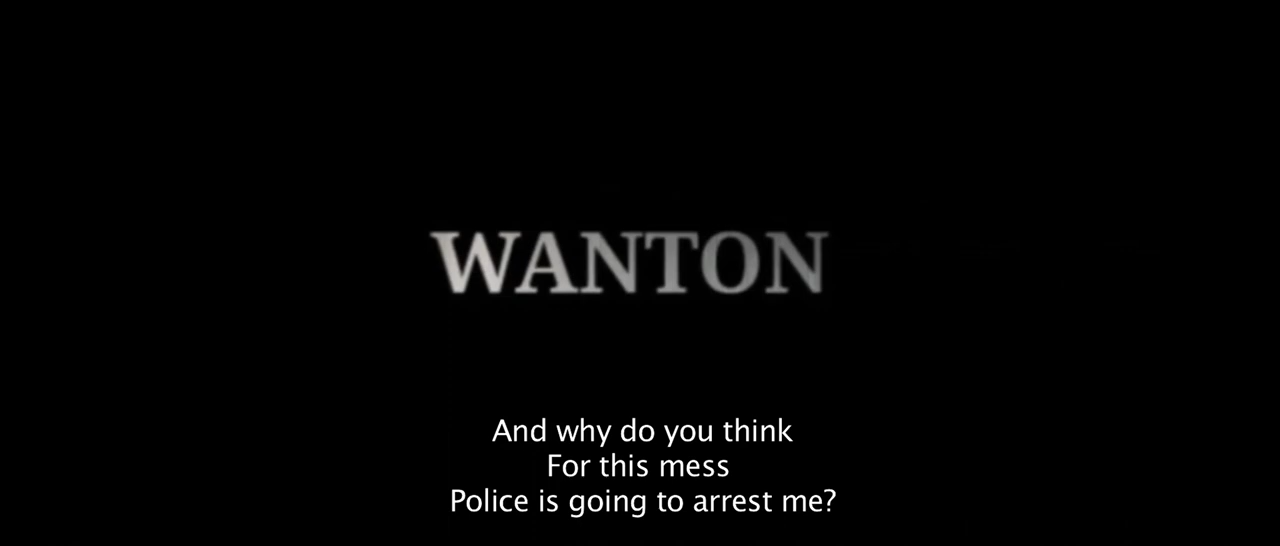 WANTON
And why do you think
For this mess
Police is going to arrest me?